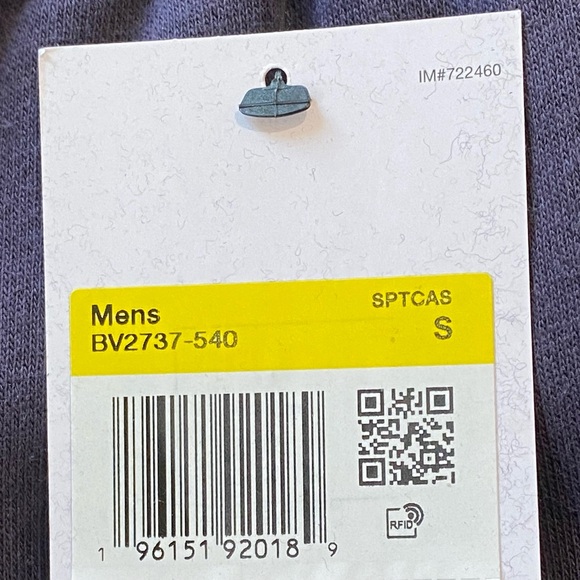 IM#722460
Mens
SPTCAS
BV2737-540
S
RFID
1 96151 92018 9